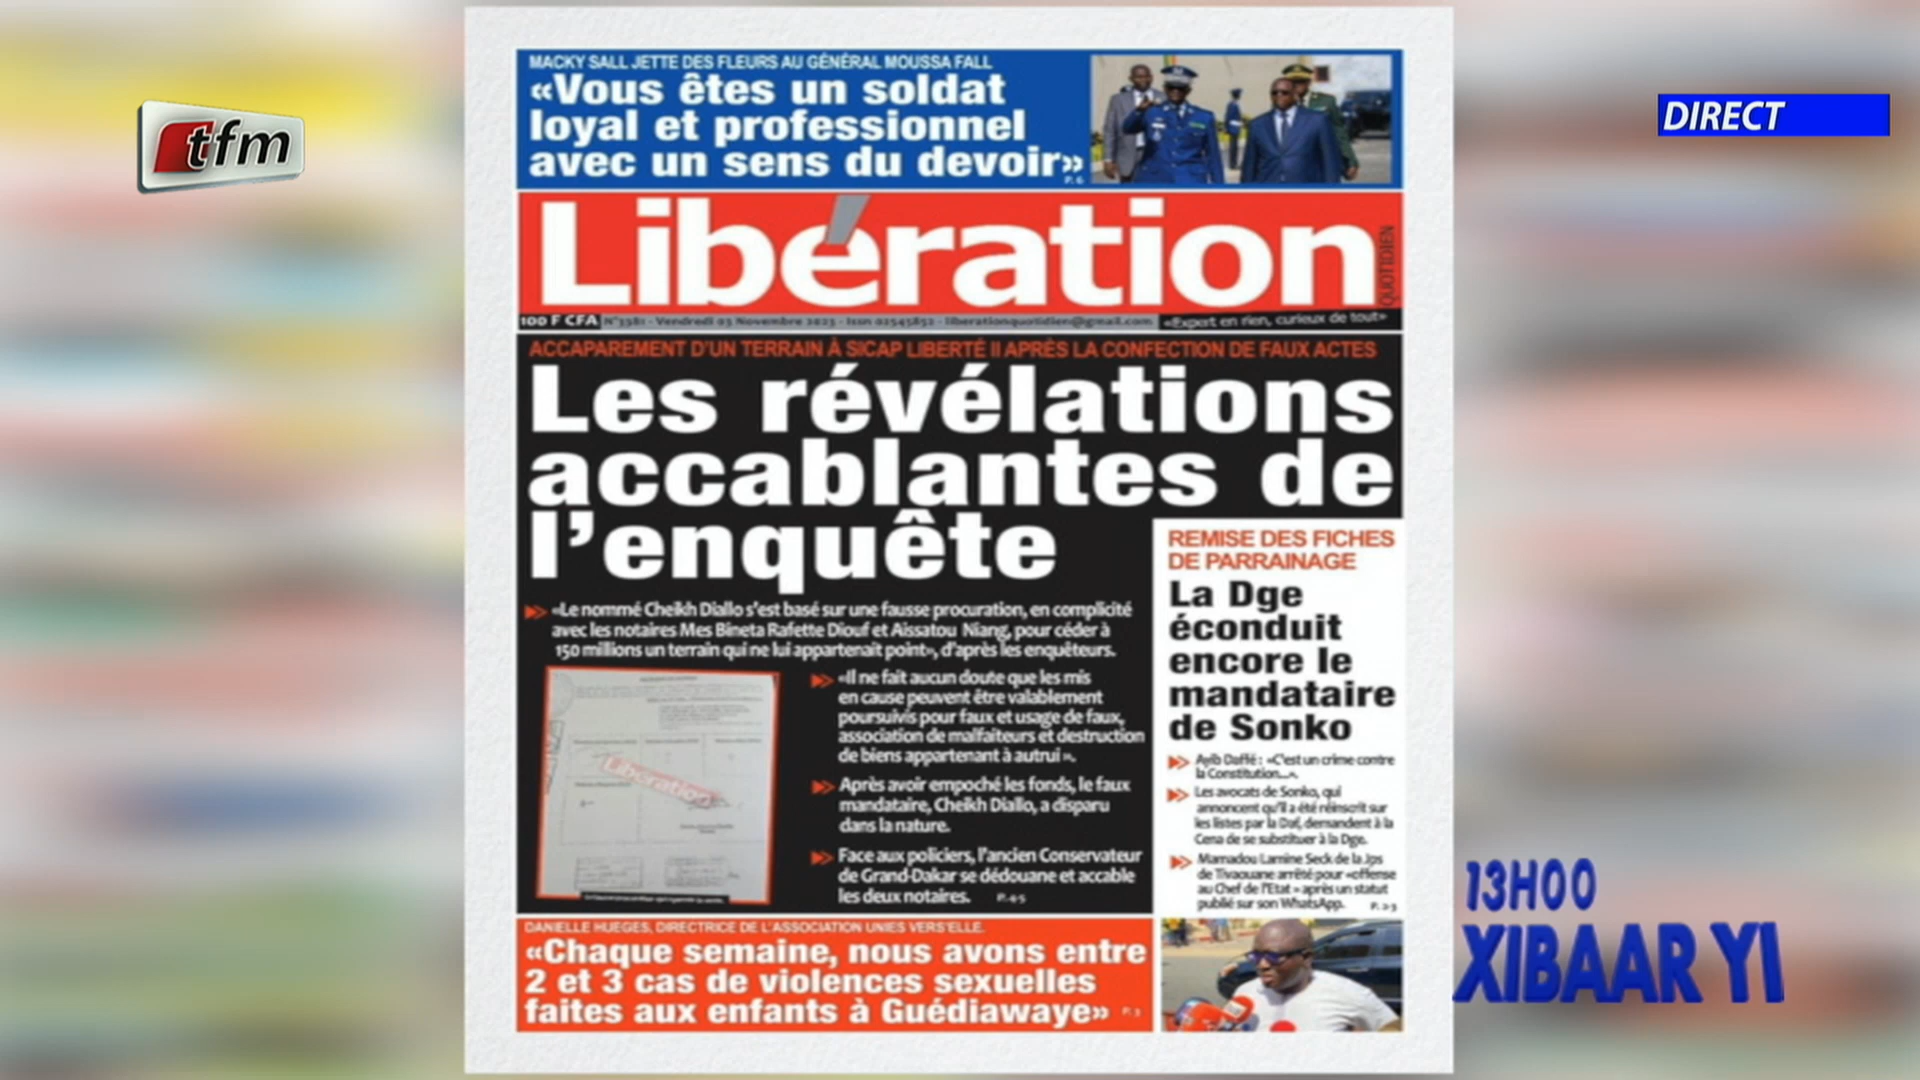 tfm
DIRECT
MACKY SALL JETTE DES FLEURS AU GÉNÉRAL MOUSSA FALL
«Vous êtes un soldat
loyal et professionnel
avec un sens du devoir»
P. 6
Libération
QUOTIDIEN
100 F CFA N°3581 - Vendredi 03 Novembre 2023 - Issn 02545852 - liberationquotidien@gmail.com «Expert en rien, curieux de tout»
ACCAPAREMENT D'UN TERRAIN À SICAP LIBERTÉ II APRÈS LA CONFECTION DE FAUX ACTES
Les révélations
accablantes de
l'enquête
«Le nommé Cheikh Diallo s'est basé sur une fausse procuration, en complicité
avec les notaires Mes Bineta Rafette Diouf et Aissatou Niang, pour céder à
150 millions un terrain qui ne lui appartenait point», d'après les enquêteurs.
Libération
«Il ne fait aucun doute que les mis
en cause peuvent être valablement
poursuivis pour faux et usage de faux,
association de malfaiteurs et destruction
de biens appartenant à autrui ».
Après avoir empoché les fonds, le faux
mandataire, Cheikh Diallo, a disparu
dans la nature.
Face aux policiers, l'ancien Conservateur
de Grand-Dakar se dédouane et accable
les deux notaires. P. 4-5
REMISE DES FICHES
DE PARRAINAGE
La Dge
éconduit
encore le
mandataire
de Sonko
Ayib Daffé : «C'est un crime contre
la Constitution...».
Les avocats de Sonko, qui
annoncent qu'il a été réinscrit sur
les listes par la Daf, demandent à la
Cena de se substituer à la Dge.
Mamadou Lamine Seck de la Jps
de Tivaouane arrêté pour «offense
au Chef de l'Etat » après un statut
publié sur son WhatsApp. P. 2-3
DANIELLE HUEGES, DIRECTRICE DE L'ASSOCIATION UNIES VERS'ELLE.
«Chaque semaine, nous avons entre
2 et 3 cas de violences sexuelles
faites aux enfants à Guédiawaye» P. 3
13H00
XIBAAR YI